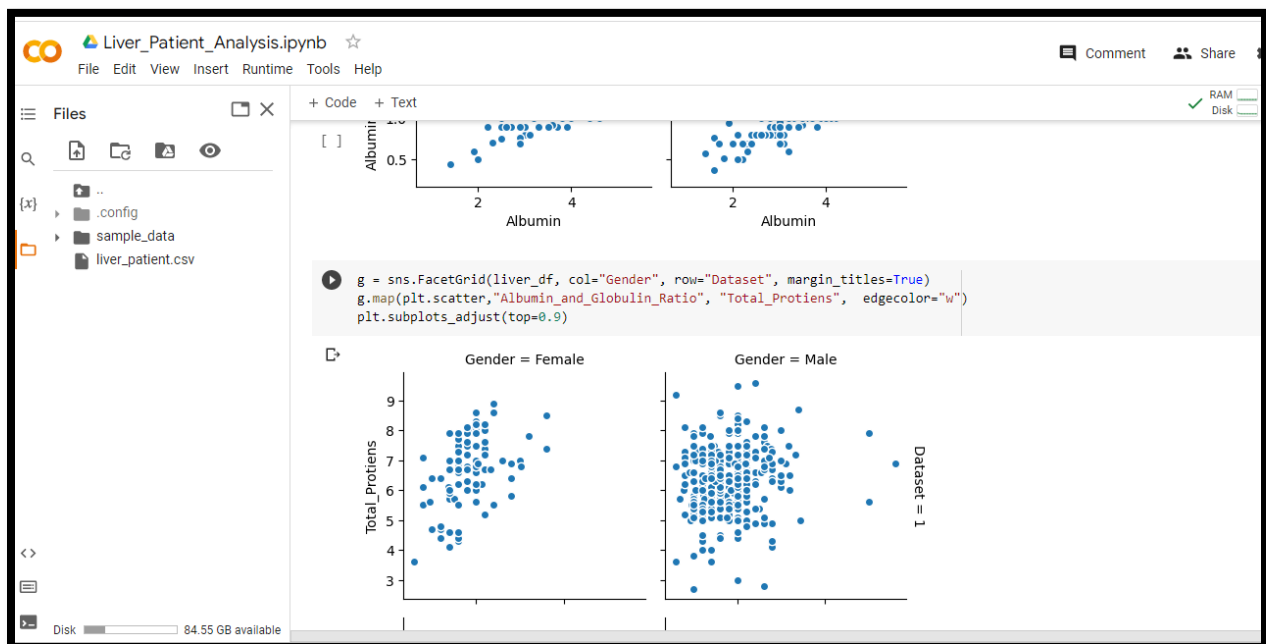 Liver_Patient_Analysis.ipynb
File Edit View Insert Runtime Tools Help
Comment Share
Files
+ Code + Text
RAM
Disk
{x}
..
.config
sample_data
liver_patient.csv
[ ]
Albumin
0.5
2 4
Albumin
2 4
Albumin
g = sns.FacetGrid(liver_df, col="Gender", row="Dataset", margin_titles=True)
g.map(plt.scatter,"Albumin_and_Globulin_Ratio", "Total_Protiens",  edgecolor="w")
plt.subplots_adjust(top=0.9)
Gender = Female
Gender = Male
9
8
7
6
5
4
3
Total_Protiens
Dataset = 1
<>
Disk 84.55 GB available